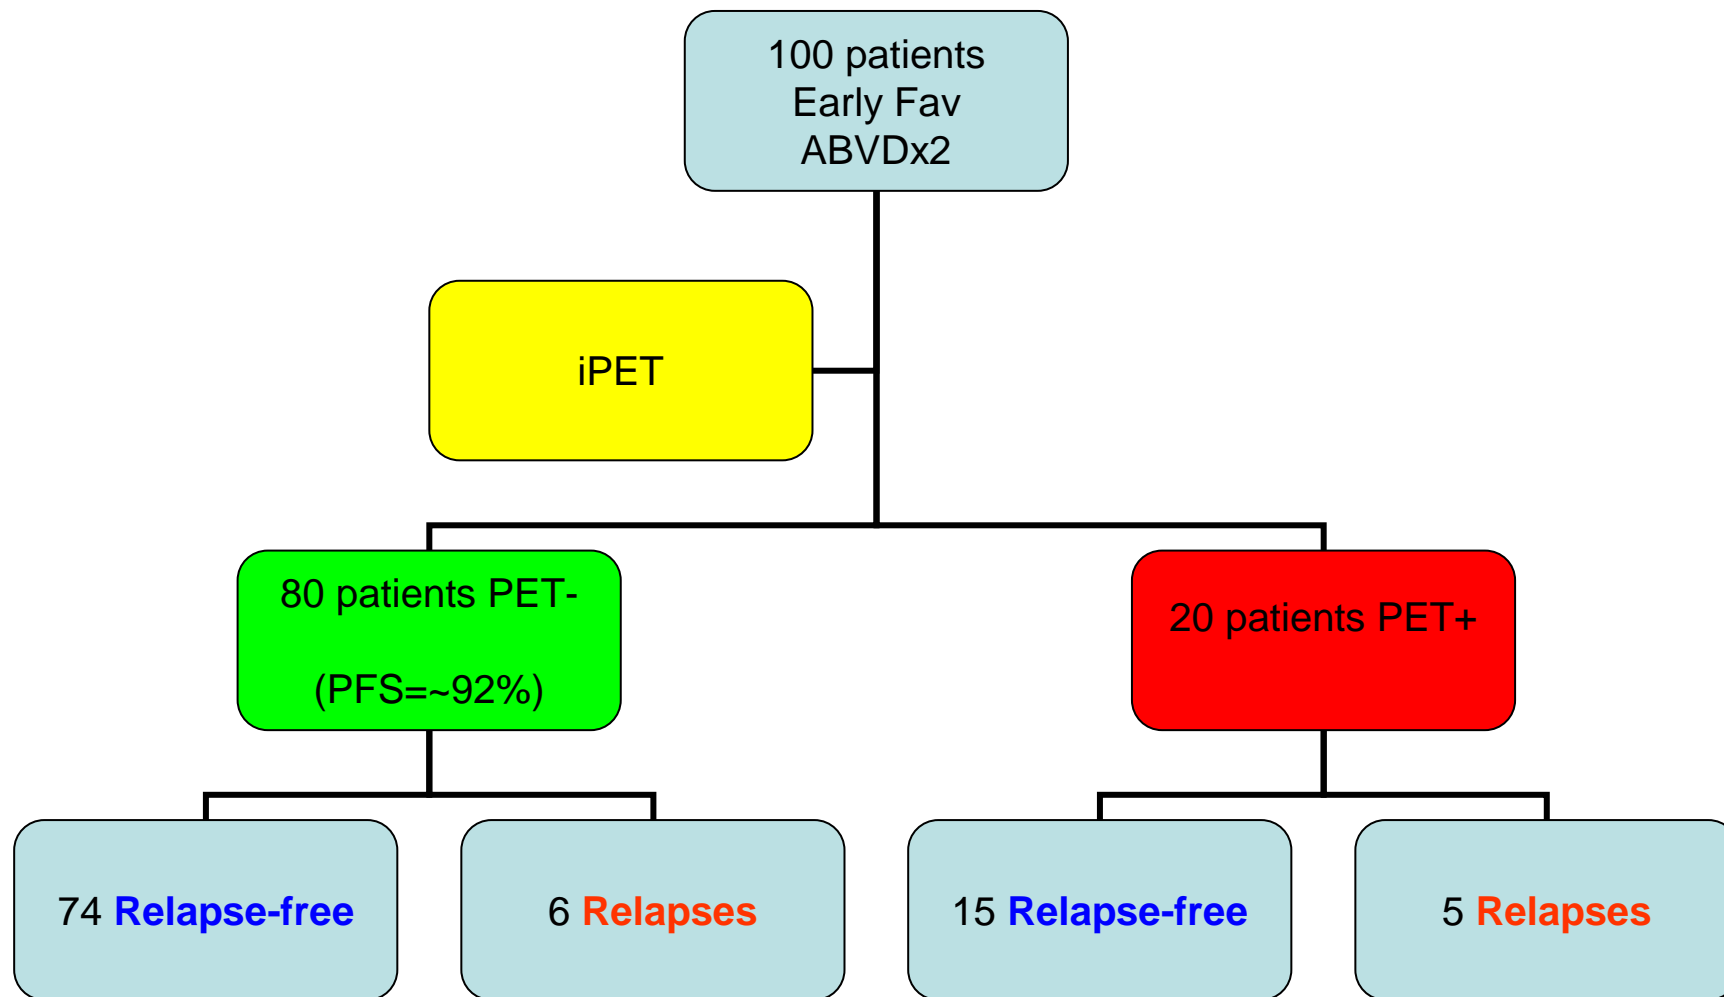 100 patients
Early Fav
ABVDx2
iPET
80 patients PET-
(PFS=~92%)
20 patients PET+
74 Relapse-free
6 Relapses
15 Relapse-free
5 Relapses